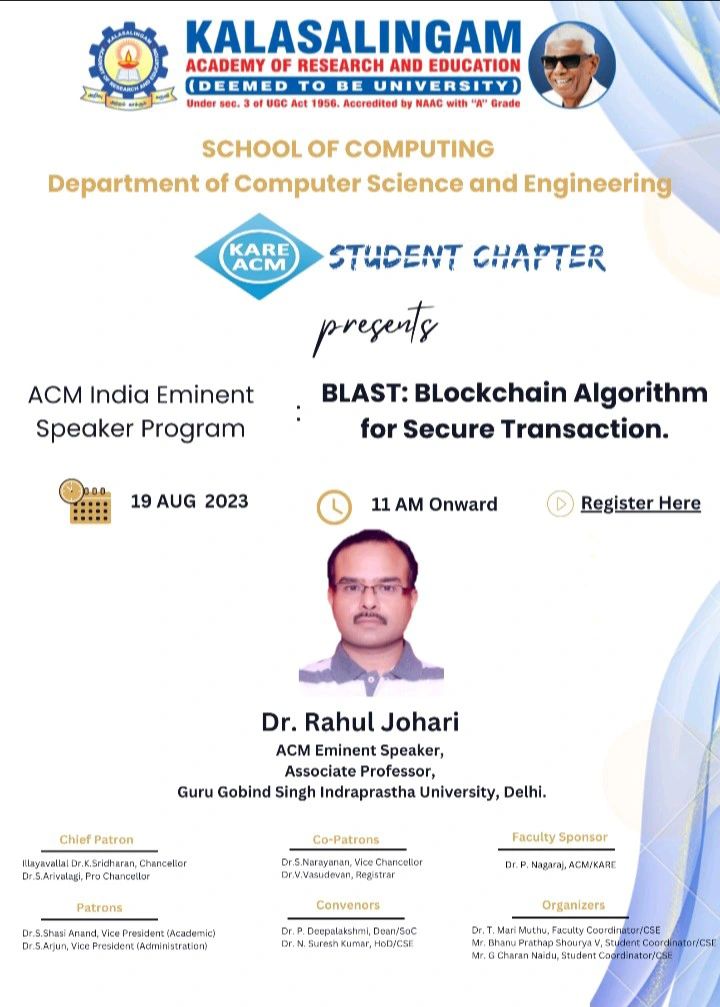 KALASALINGAM
ACADEMY OF RESEARCH AND EDUCATION
(DEEMED TO BE UNIVERSITY)
Under sec. 3 of UGC Act 1956. Accredited by NAAC with "A" Grade
SCHOOL OF COMPUTING
Department of Computer Science and Engineering
KARE
ACM
STUDENT CHAPTER
presents
ACM India Eminent
Speaker Program
:
BLAST: BLockchain Algorithm
for Secure Transaction.
19 AUG 2023
11 AM Onward
Register Here
Dr. Rahul Johari
ACM Eminent Speaker,
Associate Professor,
Guru Gobind Singh Indraprastha University, Delhi.
Chief Patron
Illayavallal Dr.K.Sridharan, Chancellor
Dr.S.Arivalagi, Pro Chancellor
Co-Patrons
Dr.S.Narayanan, Vice Chancellor
Dr.V.Vasudevan, Registrar
Faculty Sponsor
Dr. P. Nagaraj, ACM/KARE
Patrons
Dr.S.Shasi Anand, Vice President (Academic)
Dr.S.Arjun, Vice President (Administration)
Convenors
Dr. P. Deepalakshmi, Dean/SoC
Dr. N. Suresh Kumar, HoD/CSE
Organizers
Dr. T. Mari Muthu, Faculty Coordinator/CSE
Mr. Bhanu Prathap Shourya V, Student Coordinator/CSE
Mr. G Charan Naidu, Student Coordinator/CSE